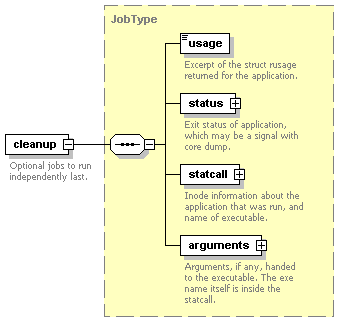 JobType
usage
Excerpt of the struct rusage
returned for the application.
status
Exit status of application,
which may be a signal with
core dump.
cleanup
Optional jobs to run
independently last.
statcall
Inode information about the
application that was run, and
name of executable.
arguments
Arguments, if any, handed
to the executable. The exe
name itself is inside the
statcall.